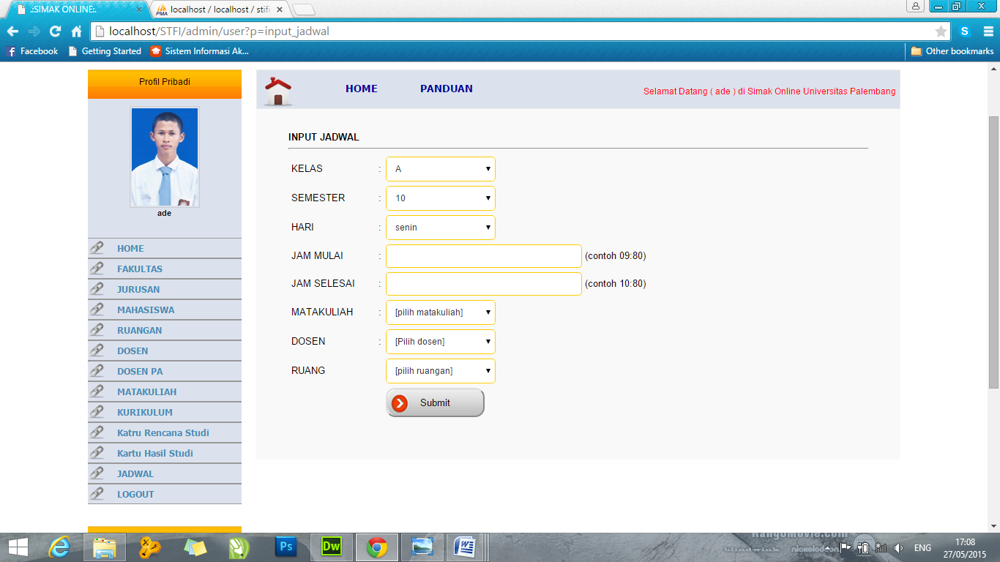 .:SIMAK ONLINE:.
localhost / localhost / stifi
localhost/STFI/admin/user?p=input_jadwal
Facebook
Getting Started
Sistem Informasi Ak...
Other bookmarks
Profil Pribadi
ade
HOME
FAKULTAS
JURUSAN
MAHASISWA
RUANGAN
DOSEN
DOSEN PA
MATAKULIAH
KURIKULUM
Katru Rencana Studi
Kartu Hasil Studi
JADWAL
LOGOUT
HOME PANDUAN
Selamat Datang ( ade ) di Simak Online Universitas Palembang
INPUT JADWAL
KELAS : A
SEMESTER : 10
HARI : senin
JAM MULAI : (contoh 09:80)
JAM SELESAI : (contoh 10:80)
MATAKULIAH : [pilih matakuliah]
DOSEN : [Pilih dosen]
RUANG [pilih ruangan]
Submit
Ps
Dw
ENG
17:08
27/05/2015